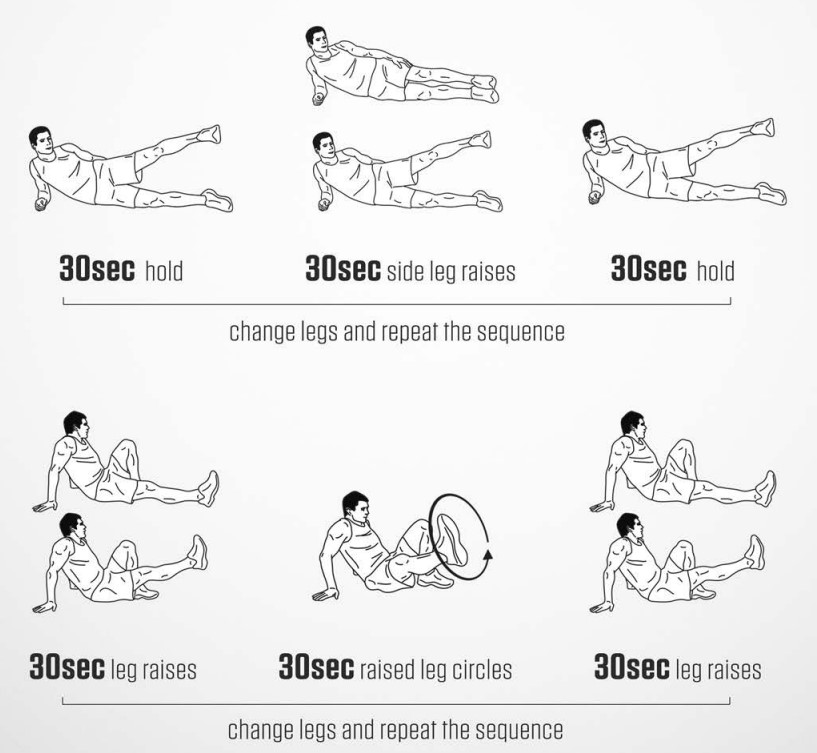 30sec hold
30sec side leg raises
30sec hold
change legs and repeat the sequence
30sec leg raises
30sec raised leg circles
30sec leg raises
change legs and repeat the sequence